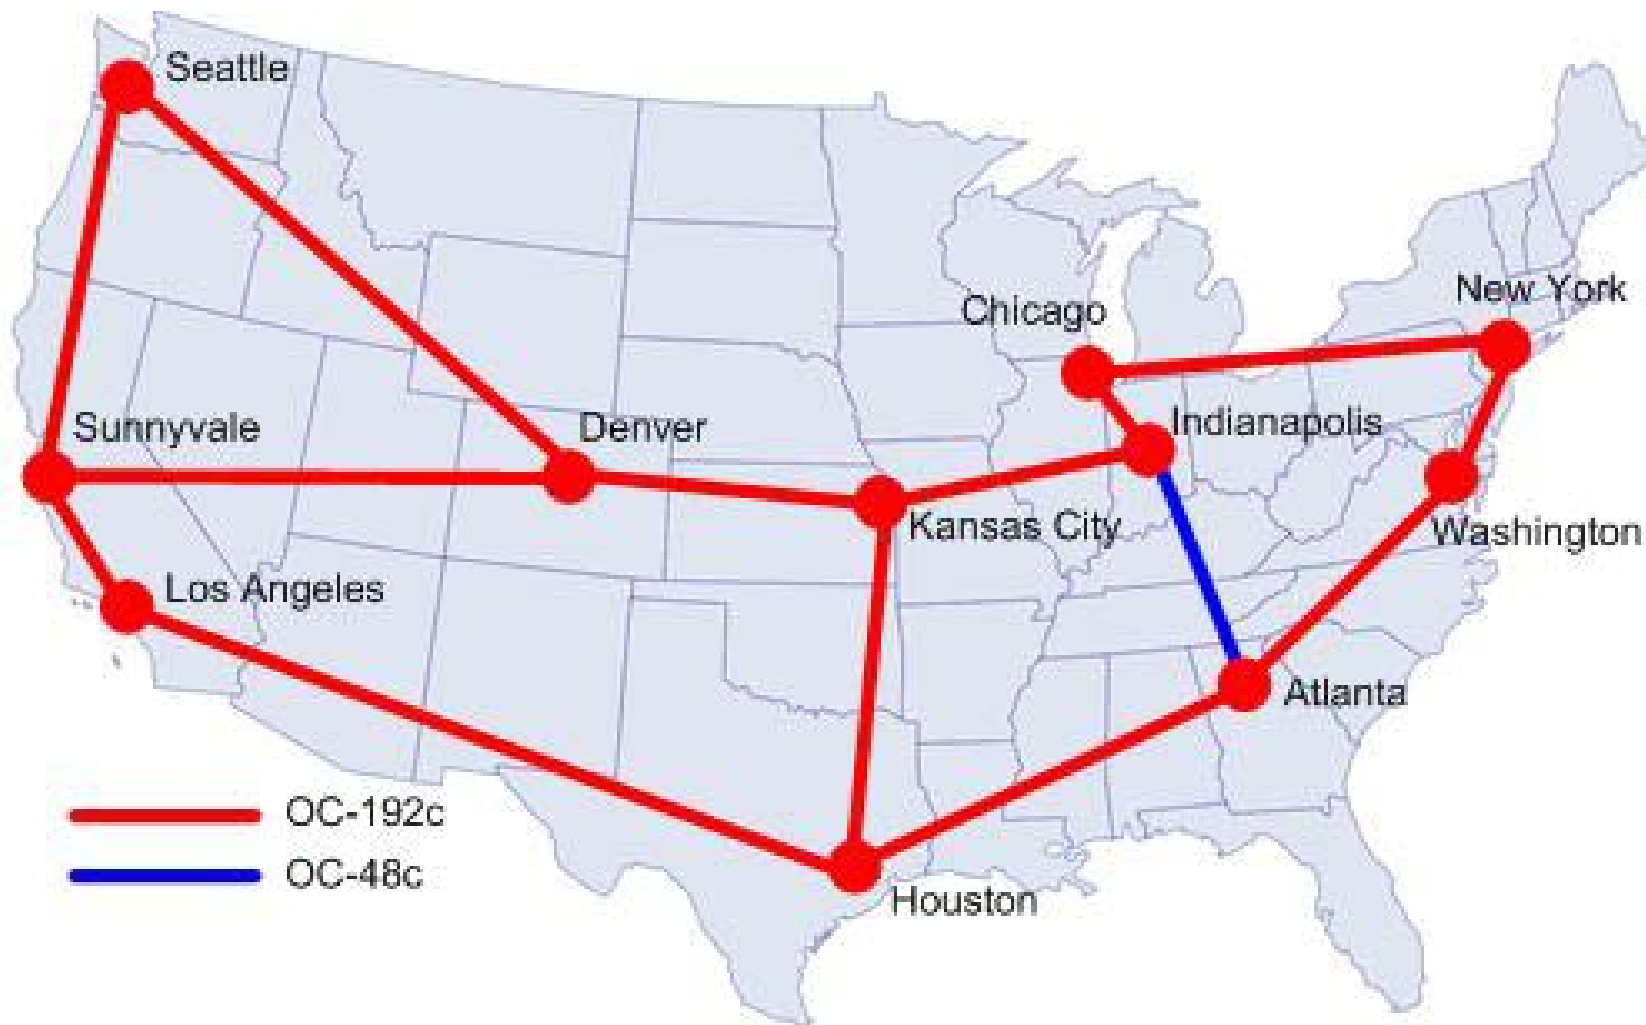 Seattle
New York
Chicago
Sunnyvale
Denver
Indianapolis
Kansas City
Washington
Los Angeles
Atlanta
OC-192c
OC-48c
Houston